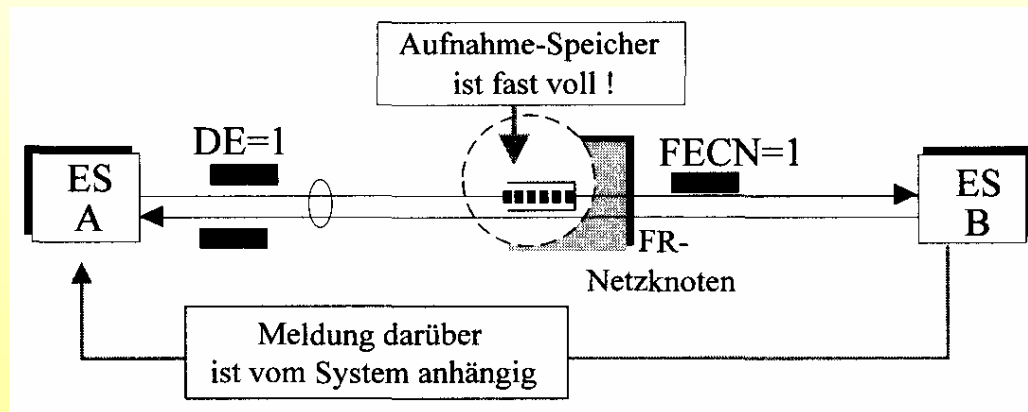 Aufnahme-Speicher
ist fast voll !
DE=1
FECN=1
ES
A
ES
B
FR-
Netzknoten
Meldung darüber
ist vom System anhängig